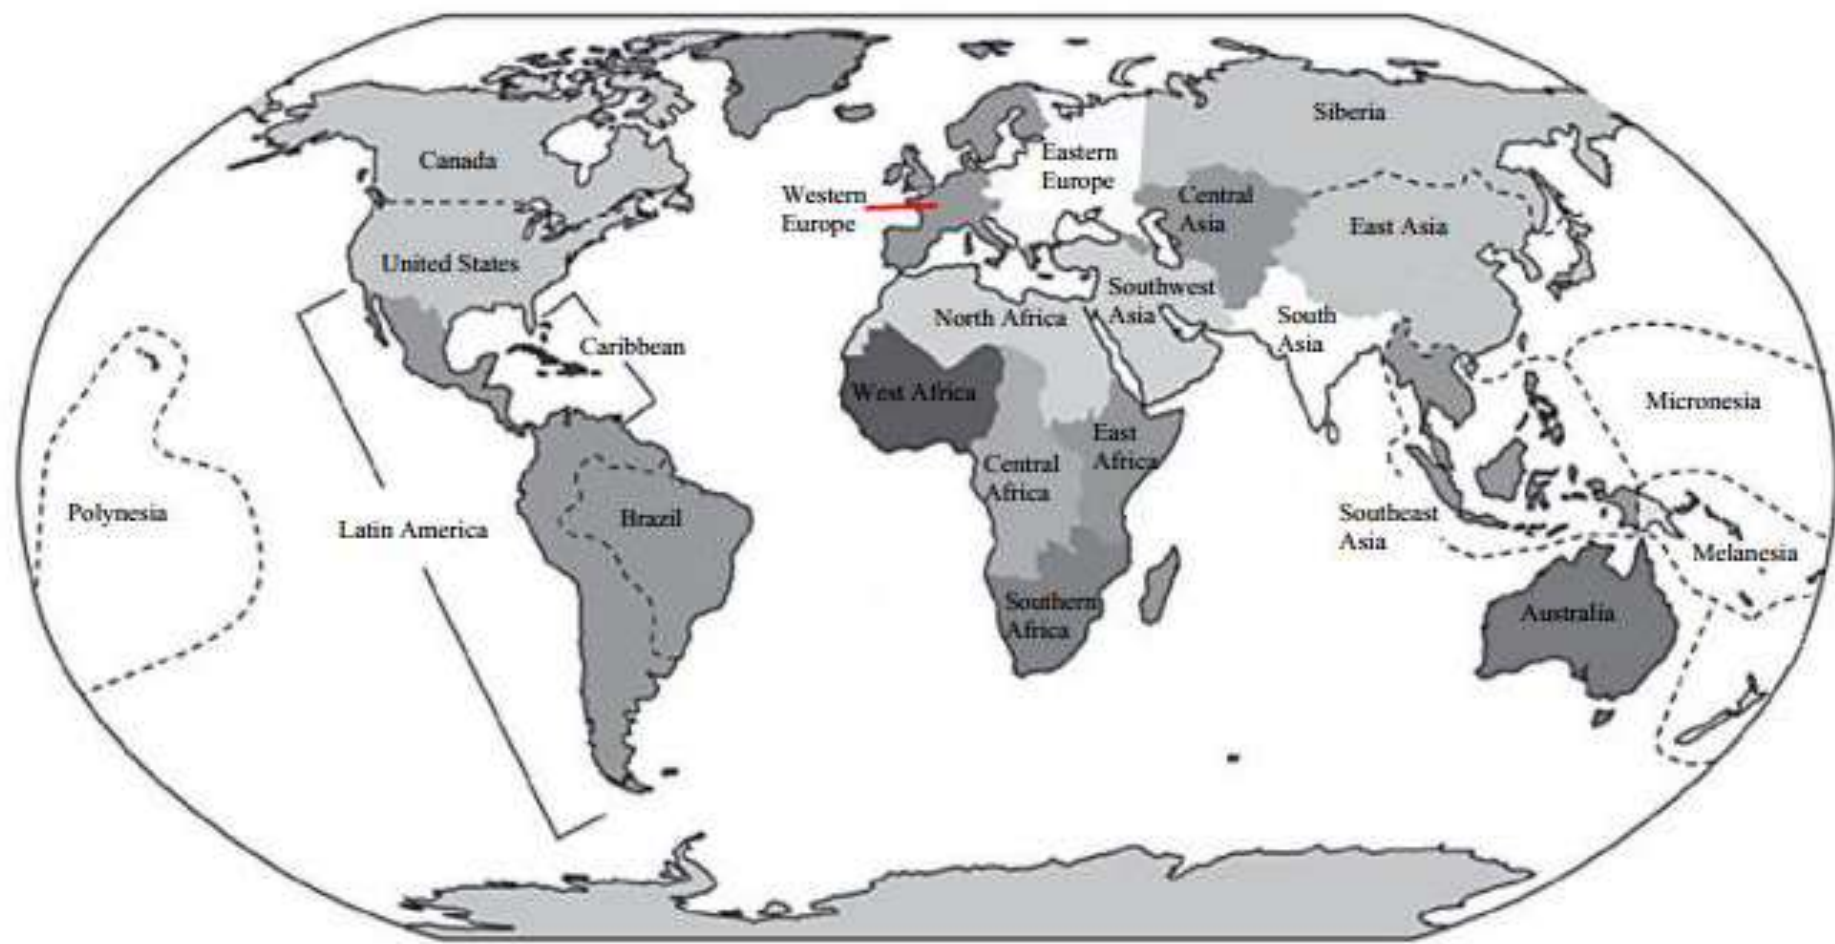 Siberia
Canada
Eastern
Europe
Western
Europe
Central
Asia
East Asia
United States
Southwest
Asia
North Africa
South
Asia
Caribbean
West Africa
Micronesia
East
Africa
Central
Africa
Polynesia
Latin America
Brazil
Southeast
Asia
Melanesia
Southern
Africa
Australia